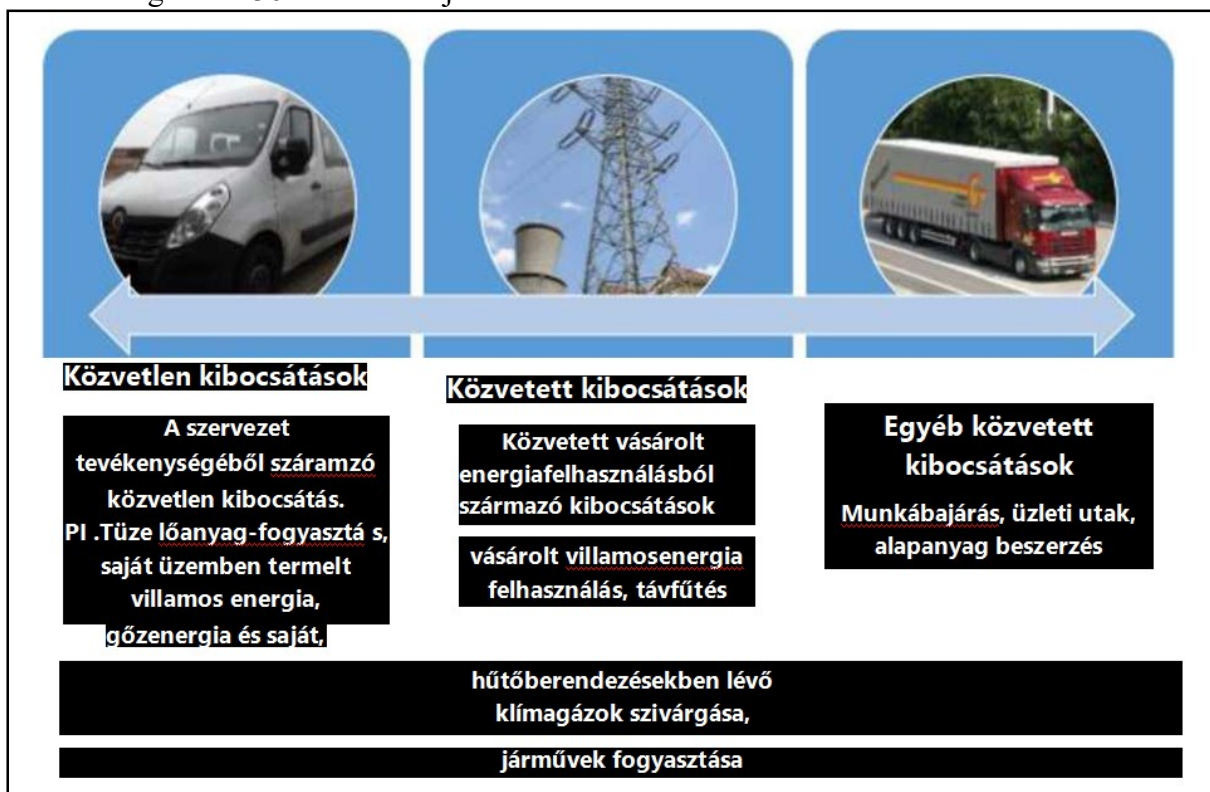 Közvetlen kibocsátások
A szervezet
tevékenységéből száramzó
közvetlen kibocsátás.
PI .Tüze lőanyag-fogyasztá s,
saját üzemben termelt
villamos energia,
gőzenergia és saját,
Közvetett kibocsátások
Közvetett vásárolt
energiafelhasználásból
származó kibocsátások
vásárolt villamosenergia
felhasználás, távfűtés
Egyéb közvetett
kibocsátások
Munkábajárás, üzleti utak,
alapanyag beszerzés
hűtőberendezésekben lévő
klímagázok szivárgása,
járművek fogyasztása